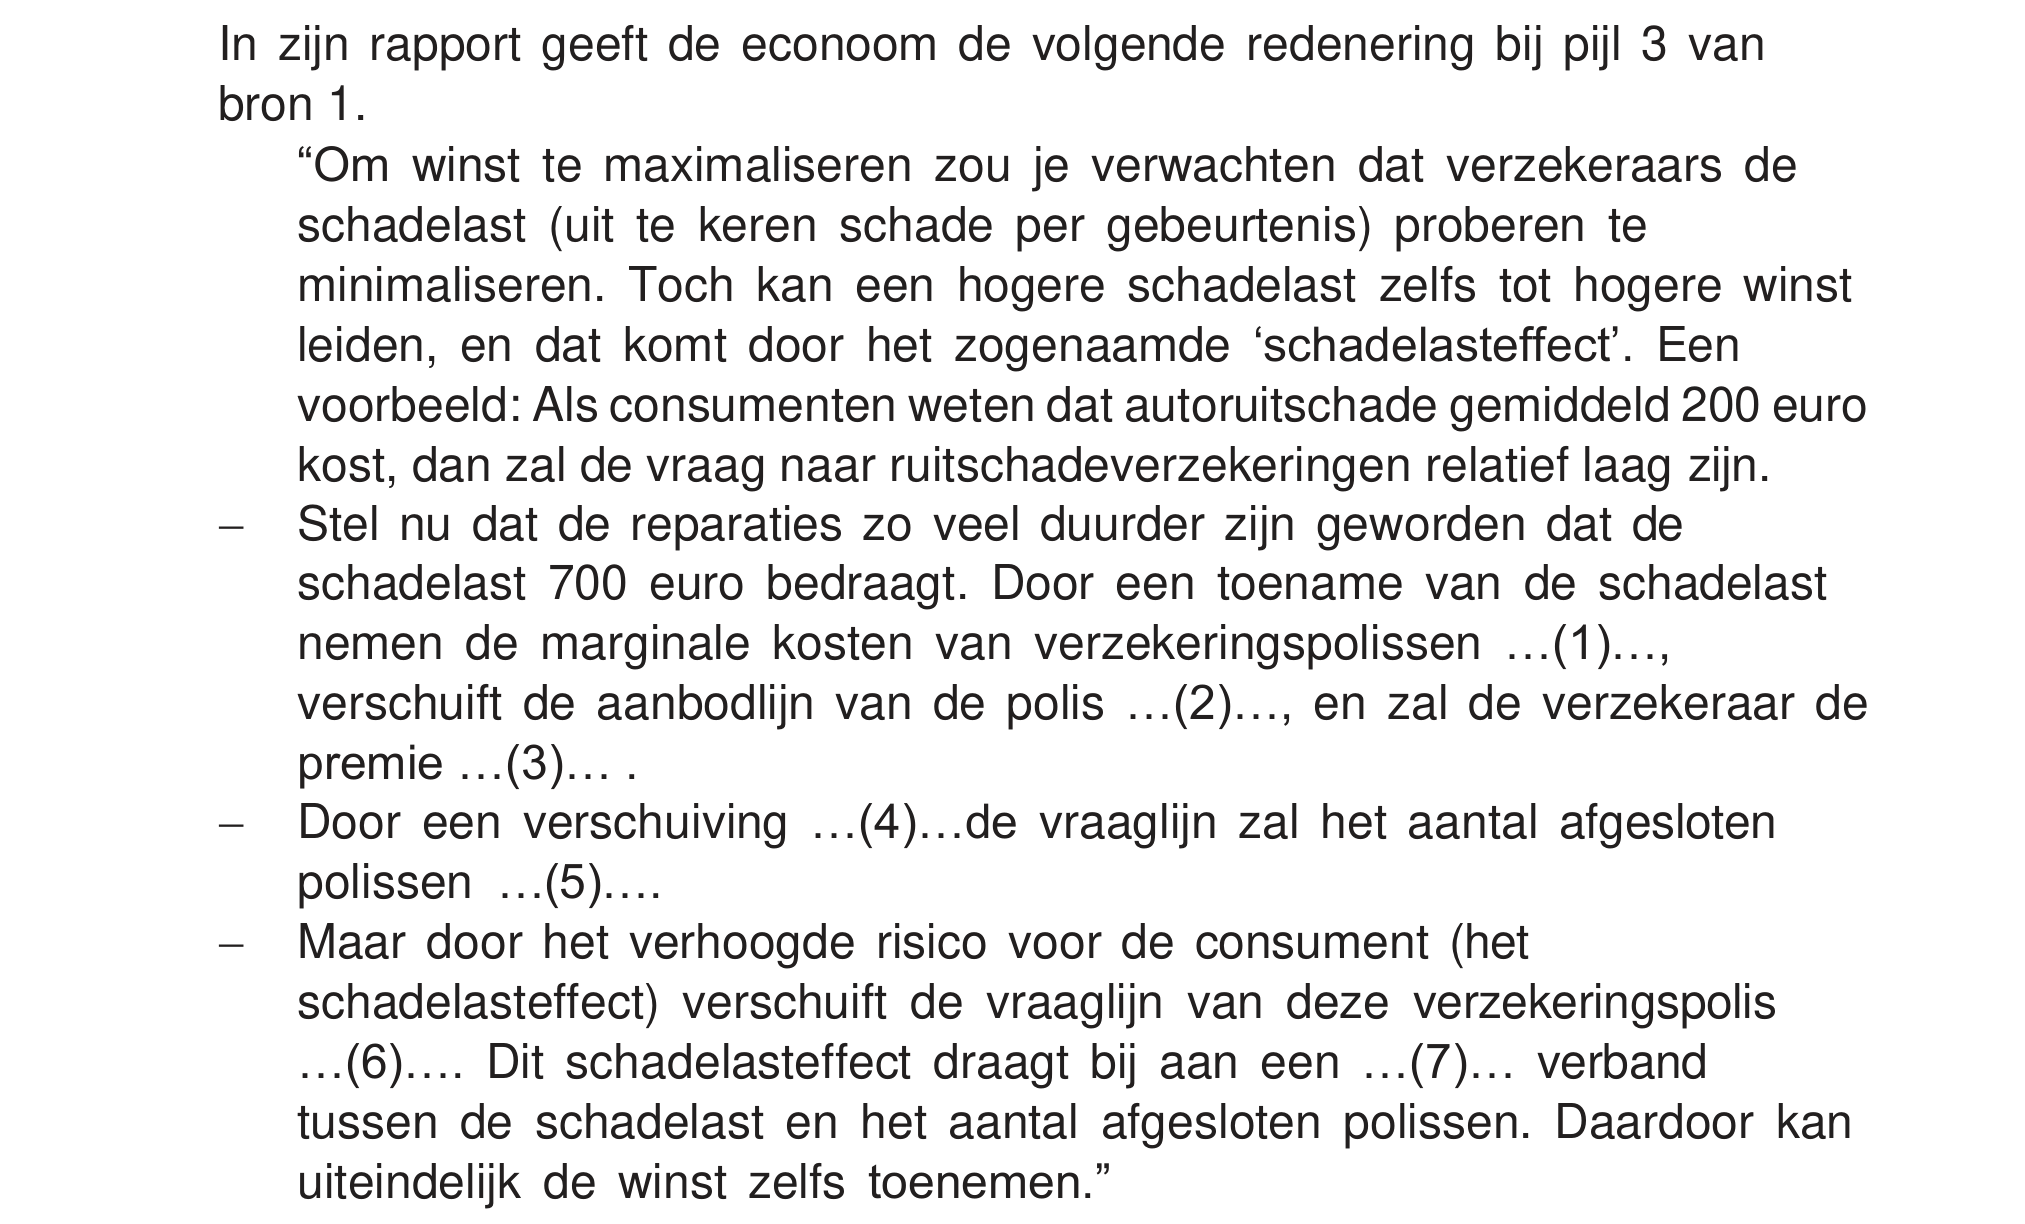 In zijn rapport geeft de econoom de volgende redenering bij pijl 3 van
bron 1.
“Om winst te maximaliseren zou je verwachten dat verzekeraars de
schadelast (uit te keren schade per gebeurtenis) proberen te
minimaliseren. Toch kan een hogere schadelast zelfs tot hogere winst
leiden, en dat komt door het zogenaamde ‘schadelasteffect’. Een
voorbeeld: Als consumenten weten dat autoruitschade gemiddeld 200 euro
kost, dan zal de vraag naar ruitschadeverzekeringen relatief laag zijn.
− Stel nu dat de reparaties zo veel duurder zijn geworden dat de
schadelast 700 euro bedraagt. Door een toename van de schadelast
nemen de marginale kosten van verzekeringspolissen …(1)…,
verschuift de aanbodlijn van de polis …(2)…, en zal de verzekeraar de
premie …(3)… .
− Door een verschuiving …(4)…de vraaglijn zal het aantal afgesloten
polissen …(5)….
− Maar door het verhoogde risico voor de consument (het
schadelasteffect) verschuift de vraaglijn van deze verzekeringspolis
…(6)…. Dit schadelasteffect draagt bij aan een …(7)… verband
tussen de schadelast en het aantal afgesloten polissen. Daardoor kan
uiteindelijk de winst zelfs toenemen.”